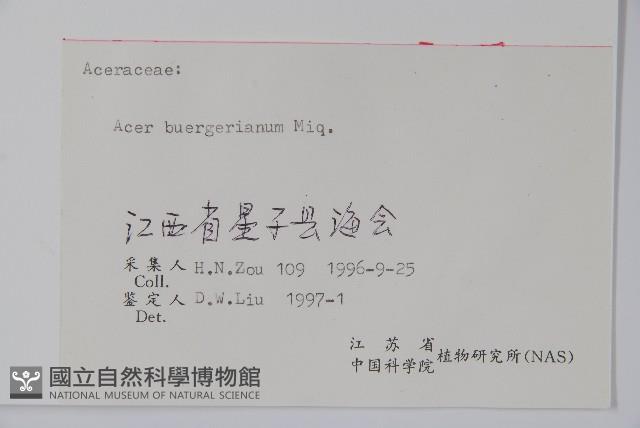 Aceraceae:
Acer buergerianum Miq.
江西省星子县海会
采集人 H.N.Zou 109 1996-9-25
Coll.
鉴定人 D.W.Liu 1997-1
Det.
江苏省
中国科学院 植物研究所(NAS)
國立自然科學博物館
NATIONAL MUSEUM OF NATURAL SCIENCE